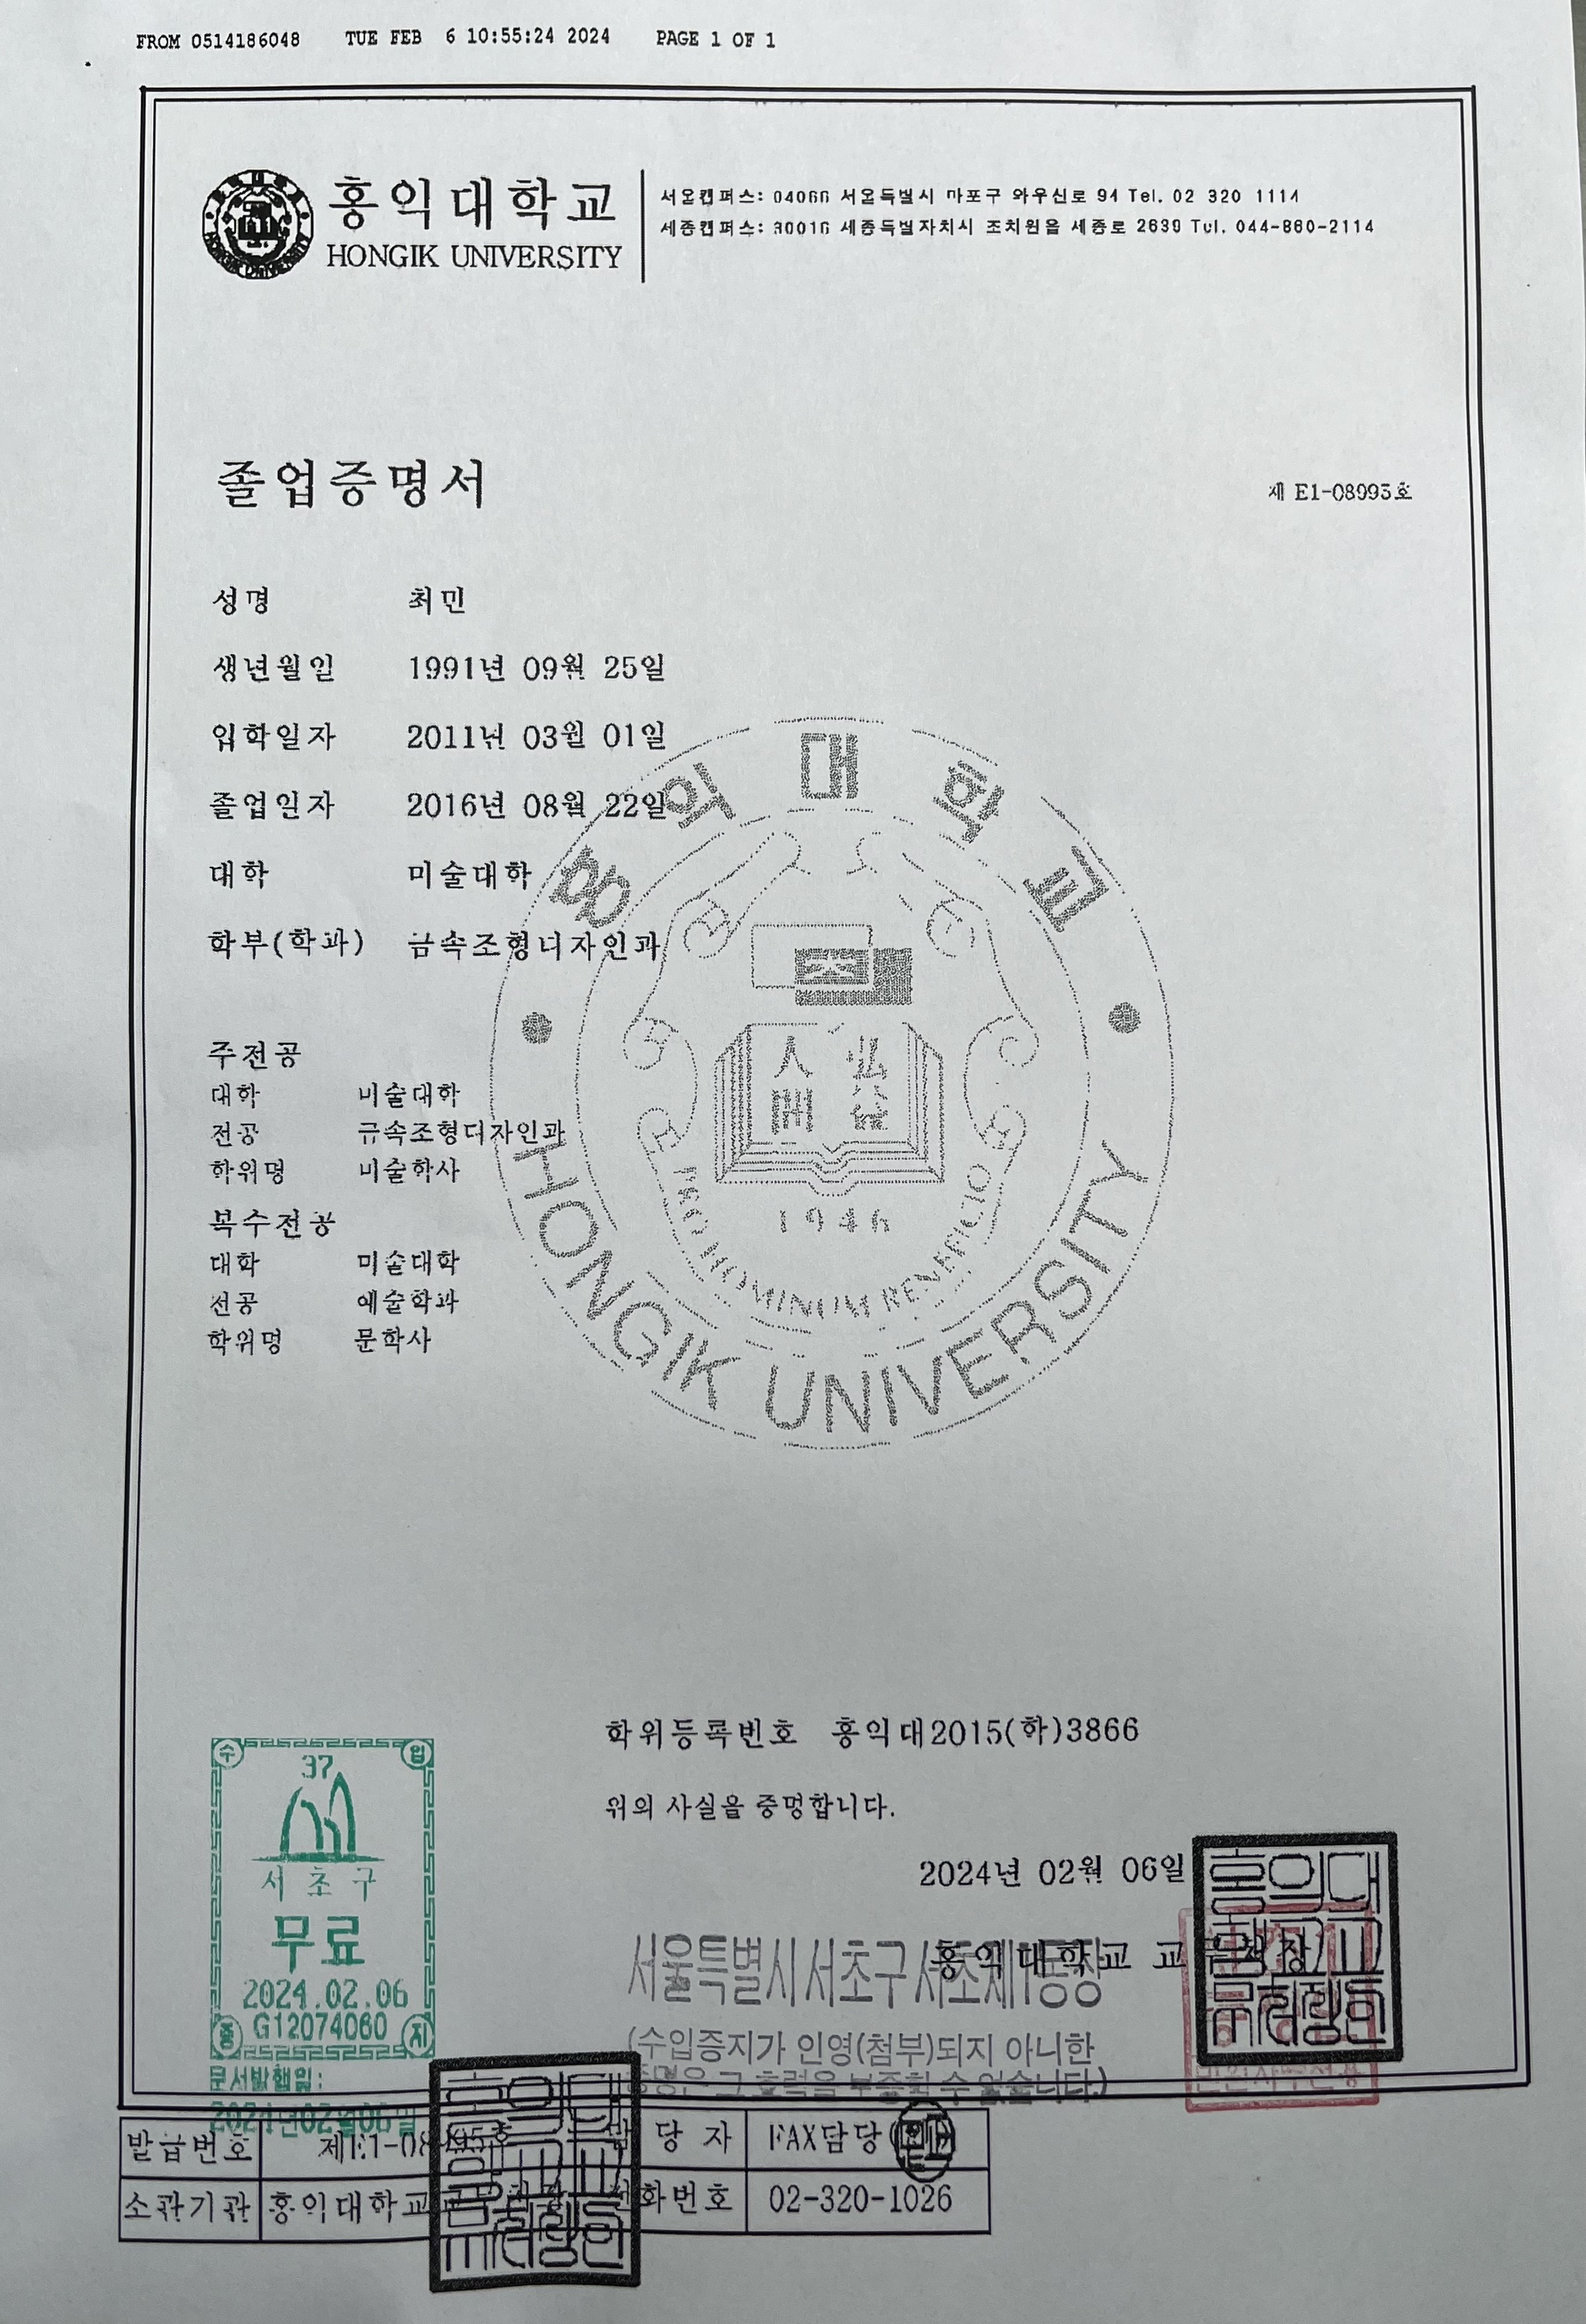 FROM 0514186048 TUE FEB 6 10:55:24 2024 PAGE 1 OF 1
홍익대학교
HONGIK UNIVERSITY
서울캠퍼스: 04066 서울특별시 마포구 와우산로 94 Tel. 02 320 1114
세종캠퍼스: 30016 세종특별자치시 조치원읍 세종로 2639 Tel. 044-860-2114
졸업증명서
제 E1-08995호
성명 최민
생년월일 1991년 09월 25일
입학일자 2011년 03월 01일
졸업일자 2016년 08월 22일
대학 미술대학
학부(학과) 금속조형디자인과
주전공
대학 미술대학
전공 금속조형디자인과
학위명 미술학사
복수전공
대학 미술대학
전공 예술학과
학위명 문학사
홍익대학교
人 弘
間 益
1946
PRO HOMINUM BENEFICIO
HONGIK UNIVERSITY
학위등록번호 홍익대2015(학)3866
위의 사실을 증명합니다.
2024년 02월 06일
홍익대학교 교무처장
수 입
37
서초구
무료
2024.02.06
증 G12074060 지
문서발행일:
2024년02월06일
서울특별시 서초구 서초제1동장
(수입증지가 인영(첨부)되지 아니한
증명은 그 효력을 보증할 수 없습니다.)
민원사무전용
발급번호 제E1-08995호 담당자 FAX담당
소관기관 홍익대학교 교무처장 전화번호 02-320-1026